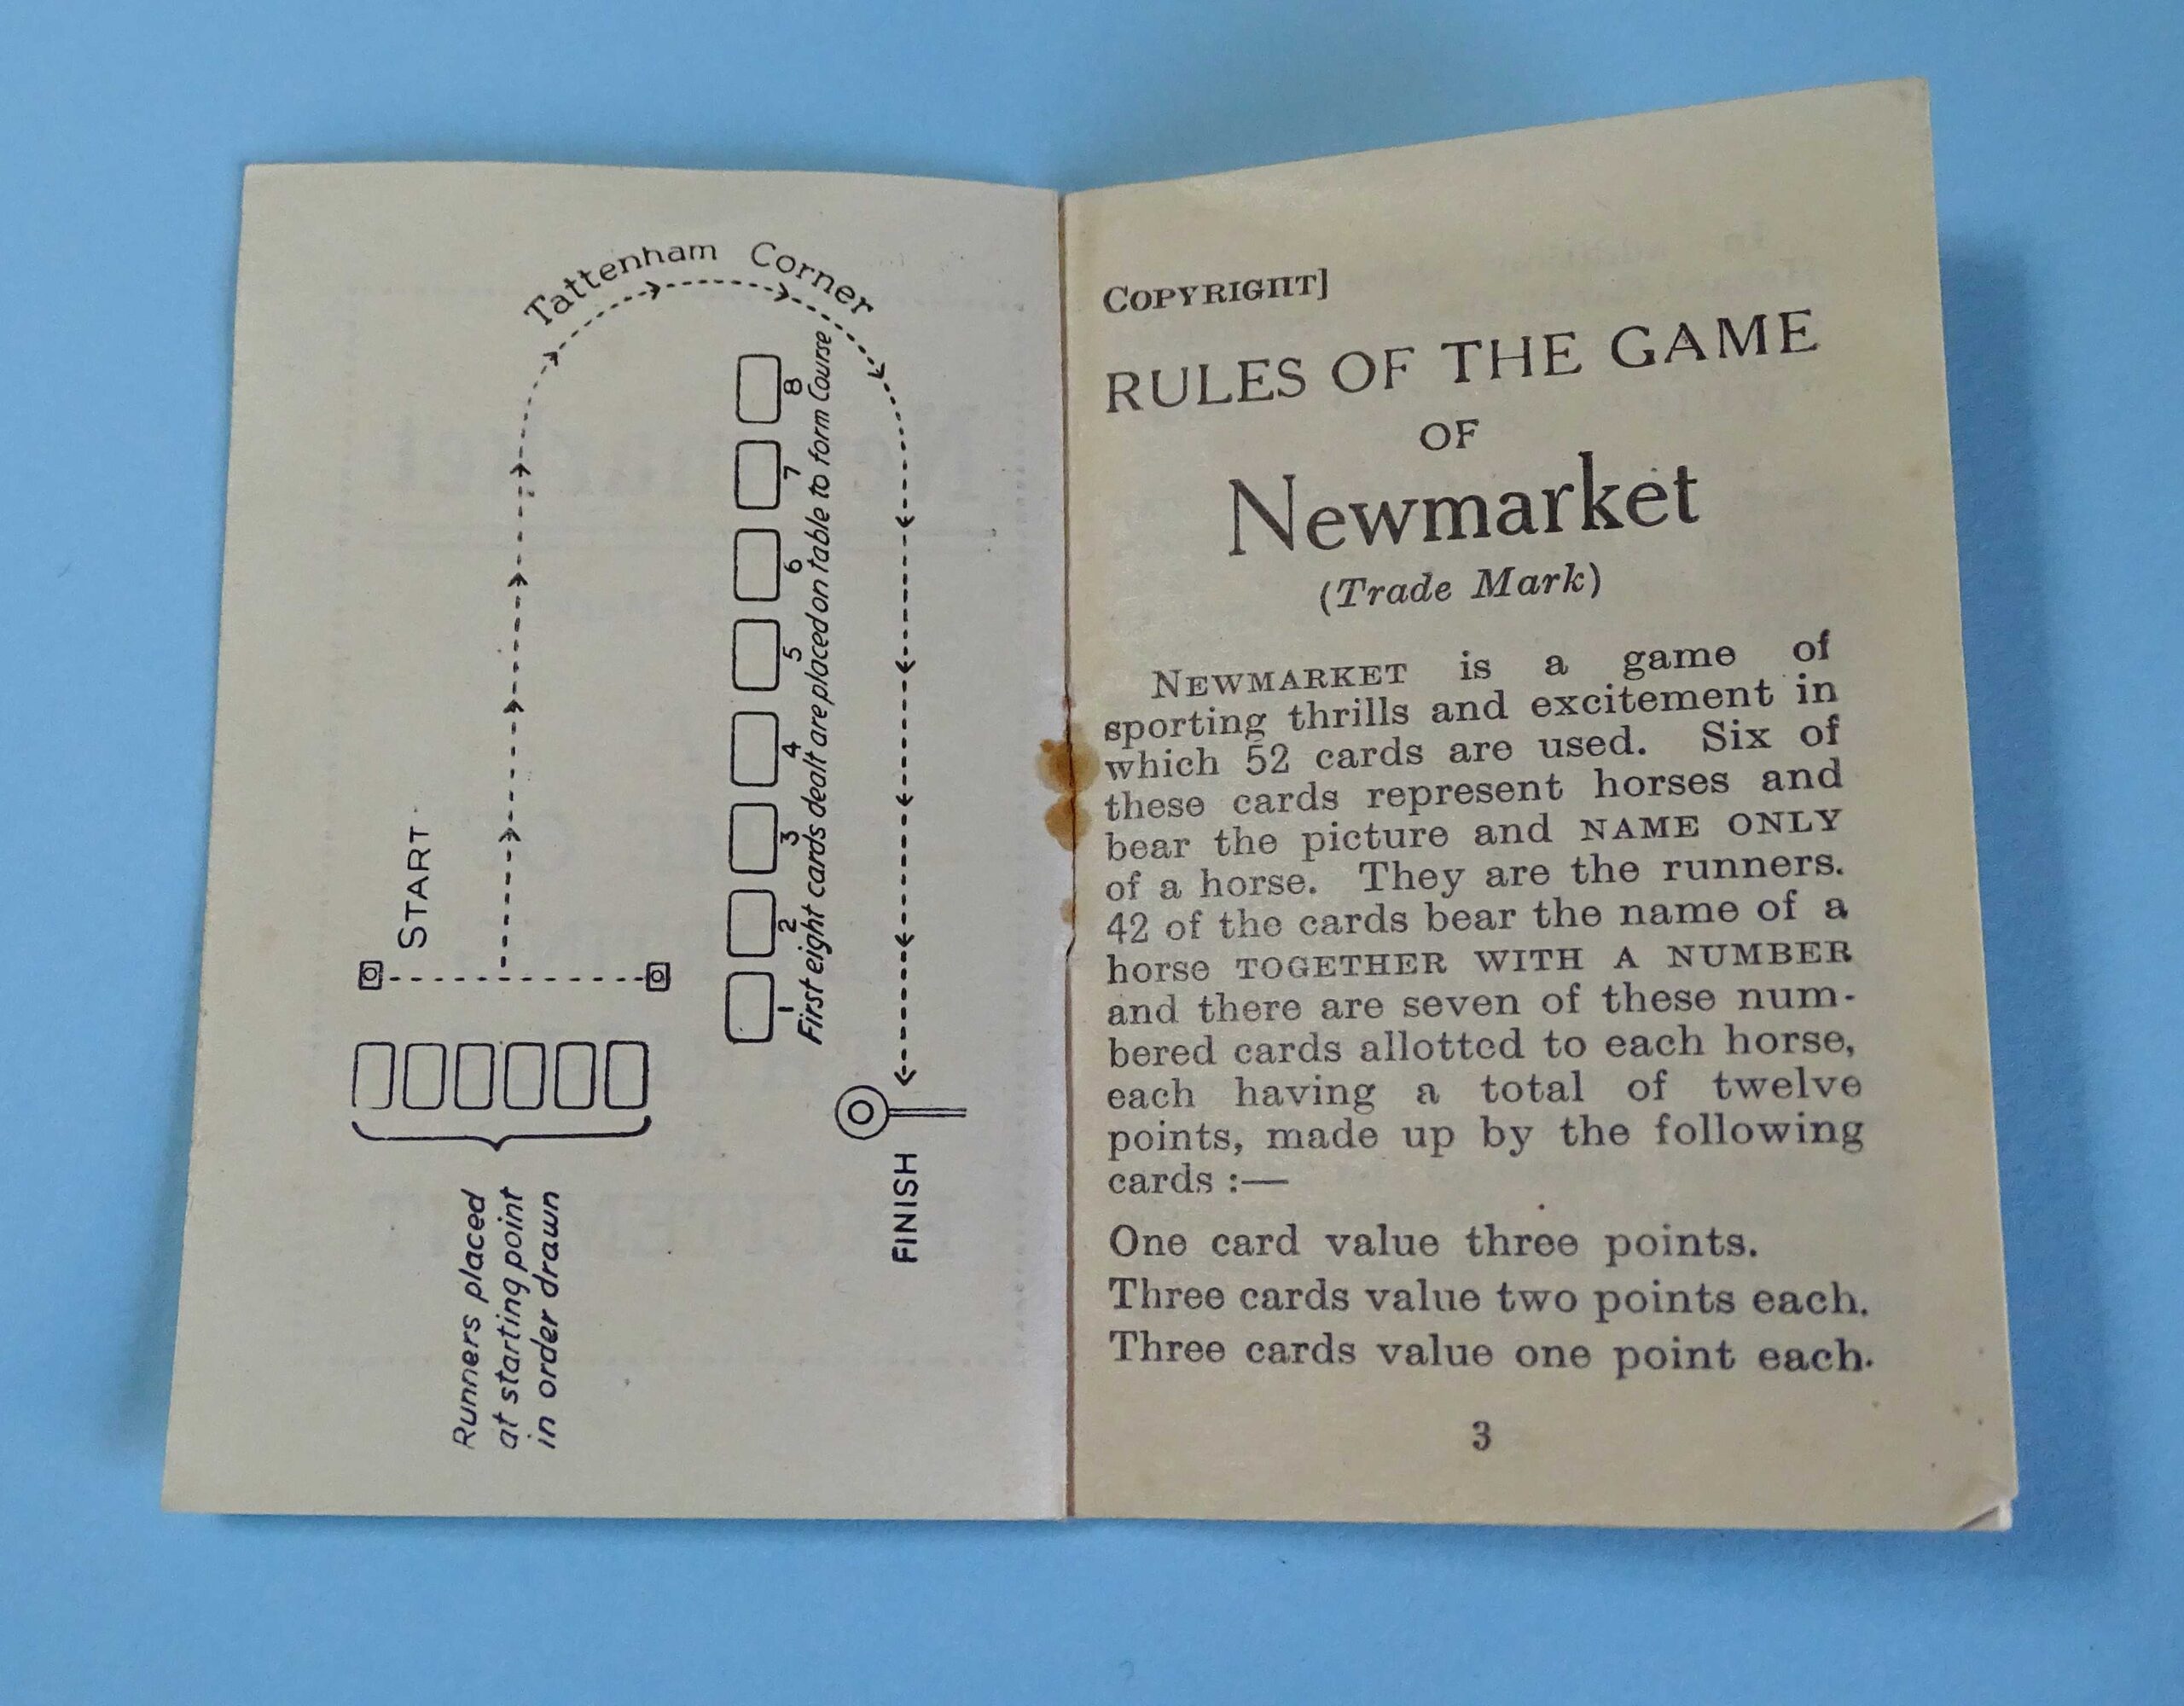 Tattenham Corner
START
1 2 3 4 5 6 7 8
First eight cards dealt are placed on table to form Course
Runners placed
at starting point
in order drawn
FINISH
COPYRIGHT]
RULES OF THE GAME
OF
Newmarket
(Trade Mark)
NEWMARKET is a game of
sporting thrills and excitement in
which 52 cards are used. Six of
these cards represent horses and
bear the picture and NAME ONLY
of a horse. They are the runners.
42 of the cards bear the name of a
horse TOGETHER WITH A NUMBER
and there are seven of these num-
bered cards allotted to each horse,
each having a total of twelve
points, made up by the following
cards :—
One card value three points.
Three cards value two points each.
Three cards value one point each.
3